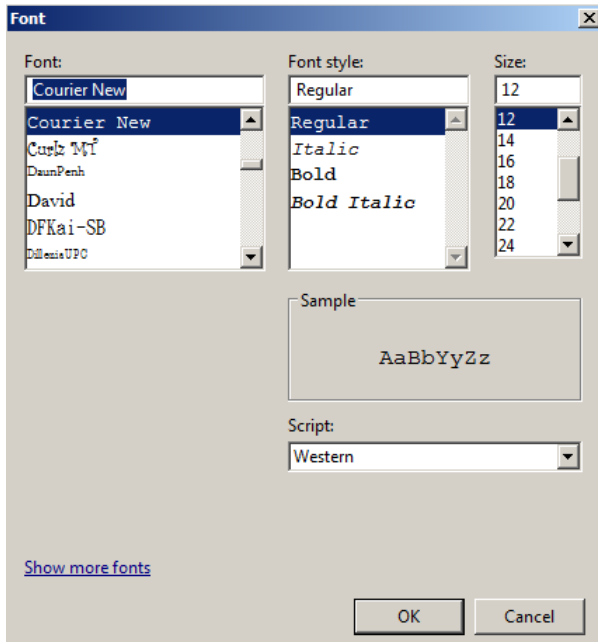 Font
Font:
Font style:
Size:
Courier New
Regular
12
Courier New
Curlz MT
DaunPenh
David
DFKai-SB
DilleniaUPC
Regular
Italic
Bold
Bold Italic
12
14
16
18
20
22
24
Sample
AaBbYyZz
Script:
Western
Show more fonts
OK
Cancel